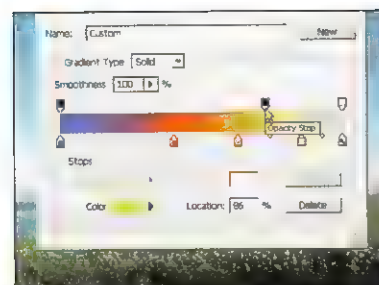 Name: Custom
New
Gradient Type Solid
Smoothness 100 %
Opacity Stop
Stops
Color
Location: 86 %
Delete